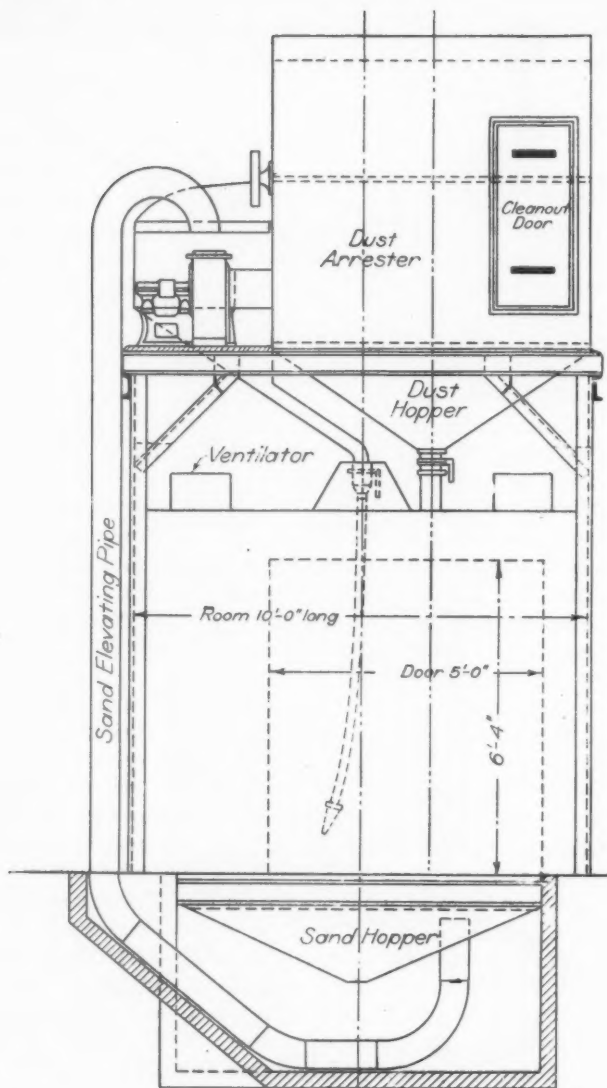 Cleanout
Door
Dust
Arrester
Dust
Hopper
Ventilator
Sand Elevating Pipe
Room 10'-0" long
Door 5'-0"
6'-4"
Sand Hopper